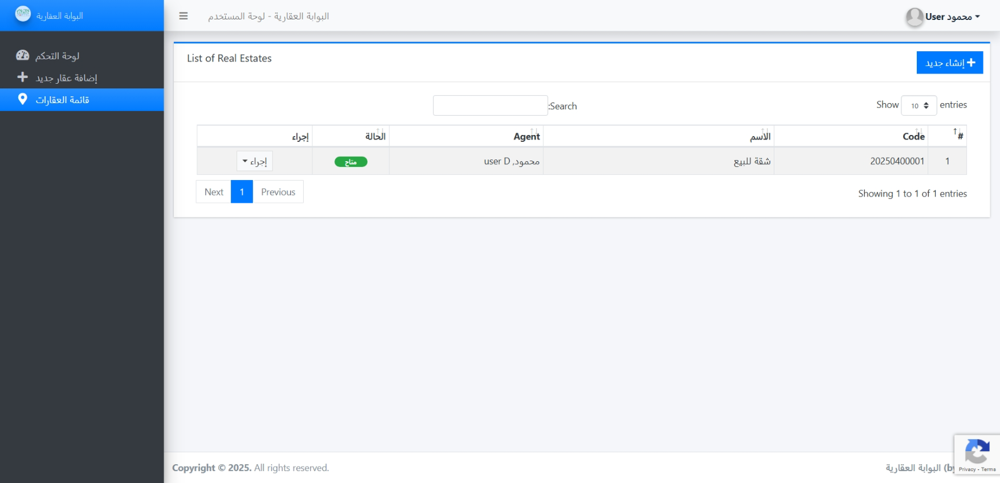 البوابة العقارية
البوابة العقارية - لوحة المستخدم
محمود User
لوحة التحكم
إضافة عقار جديد
قائمة العقارات
List of Real Estates
إنشاء جديد
Show 10 entries
Search:
# Code الاسم Agent الحالة إجراء
1 20250400001 شقة للبيع محمود, user D متاح إجراء
Showing 1 to 1 of 1 entries
Previous 1 Next
Copyright © 2025. All rights reserved.
البوابة العقارية (by
Privacy - Terms